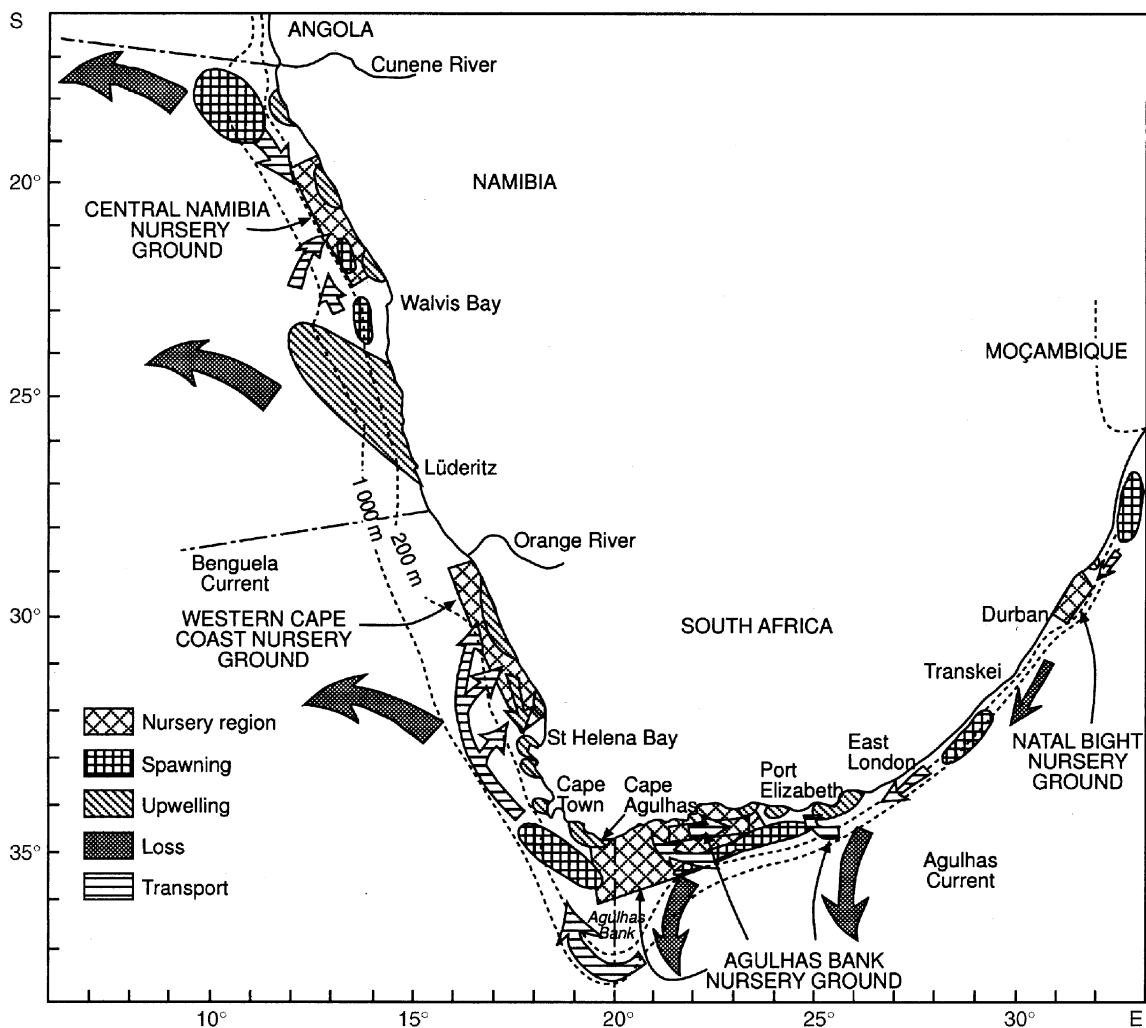 S
ANGOLA
Cunene River
20°
NAMIBIA
CENTRAL NAMIBIA
NURSERY
GROUND
Walvis Bay
MOÇAMBIQUE
25°
Lüderitz
1 000 m
200 m
Orange River
Benguela
Current
30°
WESTERN CAPE
COAST NURSERY
GROUND
SOUTH AFRICA
Durban
Transkei
Nursery region
Spawning
Upwelling
Loss
Transport
St Helena Bay
Cape
Town
Cape
Agulhas
Port
Elizabeth
East
London
NATAL BIGHT
NURSERY
GROUND
35°
Agulhas
Current
Agulhas
Bank
AGULHAS BANK
NURSERY GROUND
10°
15°
20°
25°
30°
E